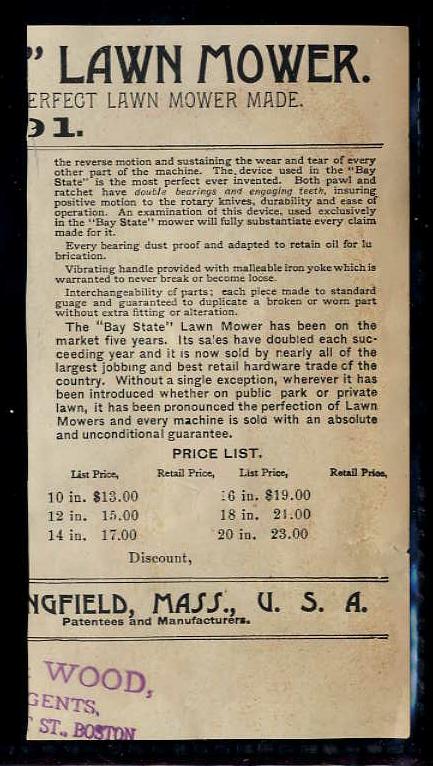 ” LAWN MOWER.
ERFECT LAWN MOWER MADE.
91.
the reverse motion and sustaining the wear and tear of every
other part of the machine. The device used in the "Bay
State" is the most perfect ever invented. Both pawl and
ratchet have double bearings and engaging teeth, insuring
positive motion to the rotary knives, durability and ease of
operation. An examination of this device, used exclusively
in the "Bay State" mower will fully substantiate every claim
made for it.
Every bearing dust proof and adapted to retain oil for lu
brication.
Vibrating handle provided with malleable iron yoke which is
warranted to never break or become loose.
Interchangeability of parts; each piece made to standard
guage and guaranteed to duplicate a broken or worn part
without extra fitting or alteration.
The "Bay State" Lawn Mower has been on the
market five years. Its sales have doubled each suc-
ceeding year and it is now sold by nearly all of the
largest jobbing and best retail hardware trade of the
country. Without a single exception, wherever it has
been introduced whether on public park or private
lawn, it has been pronounced the perfection of Lawn
Mowers and every machine is sold with an absolute
and unconditional guarantee.
PRICE LIST.
List Price, Retail Price, List Price, Retail Price,
10 in. $13.00 16 in. $19.00
12 in. 15.00 18 in. 21.00
14 in. 17.00 20 in. 23.00
Discount,
NGFIELD, MASS., U. S. A.
Patentees and Manufacturers.
WOOD,
GENTS,
ST., BOSTON